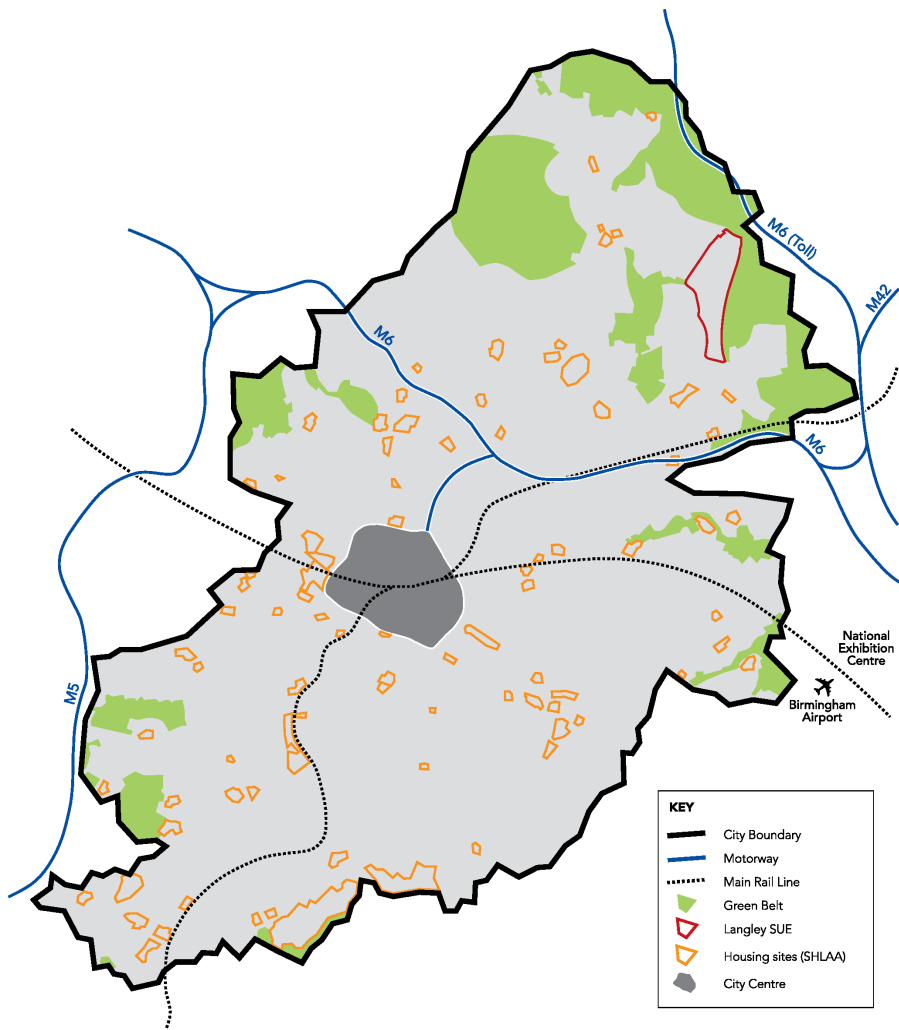 M6 (Toll)
M42
M6
M6
M5
National
Exhibition
Centre
Birmingham
Airport
KEY
City Boundary
Motorway
Main Rail Line
Green Belt
Langley SUE
Housing sites (SHLAA)
City Centre